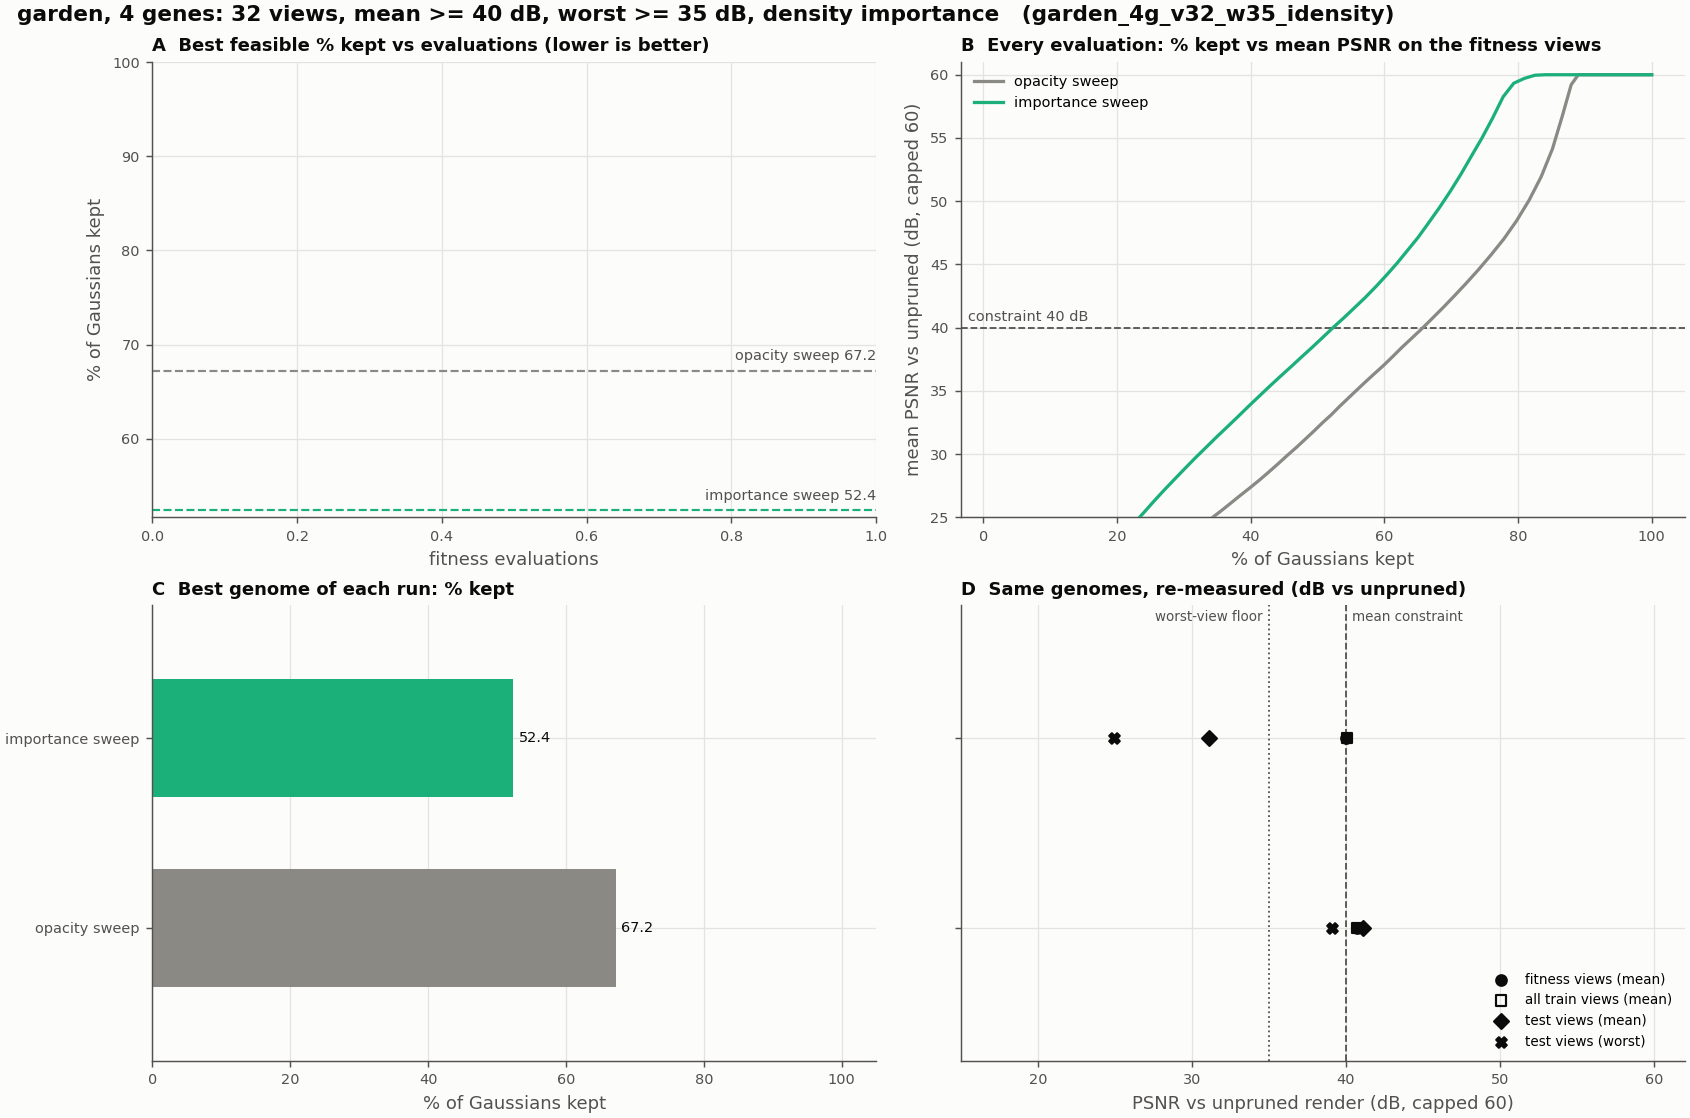 garden, 4 genes: 32 views, mean >= 40 dB, worst >= 35 dB, density importance (garden_4g_v32_w35_idensity)
A Best feasible % kept vs evaluations (lower is better)
100
90
80
70
60
% of Gaussians kept
opacity sweep 67.2
importance sweep 52.4
0.0 0.2 0.4 0.6 0.8 1.0
fitness evaluations
B Every evaluation: % kept vs mean PSNR on the fitness views
opacity sweep
importance sweep
60
55
50
45
40
35
30
25
mean PSNR vs unpruned (dB, capped 60)
constraint 40 dB
0 20 40 60 80 100
% of Gaussians kept
C Best genome of each run: % kept
importance sweep
52.4
opacity sweep
67.2
0 20 40 60 80 100
% of Gaussians kept
D Same genomes, re-measured (dB vs unpruned)
worst-view floor
mean constraint
fitness views (mean)
all train views (mean)
test views (mean)
test views (worst)
20 30 40 50 60
PSNR vs unpruned render (dB, capped 60)